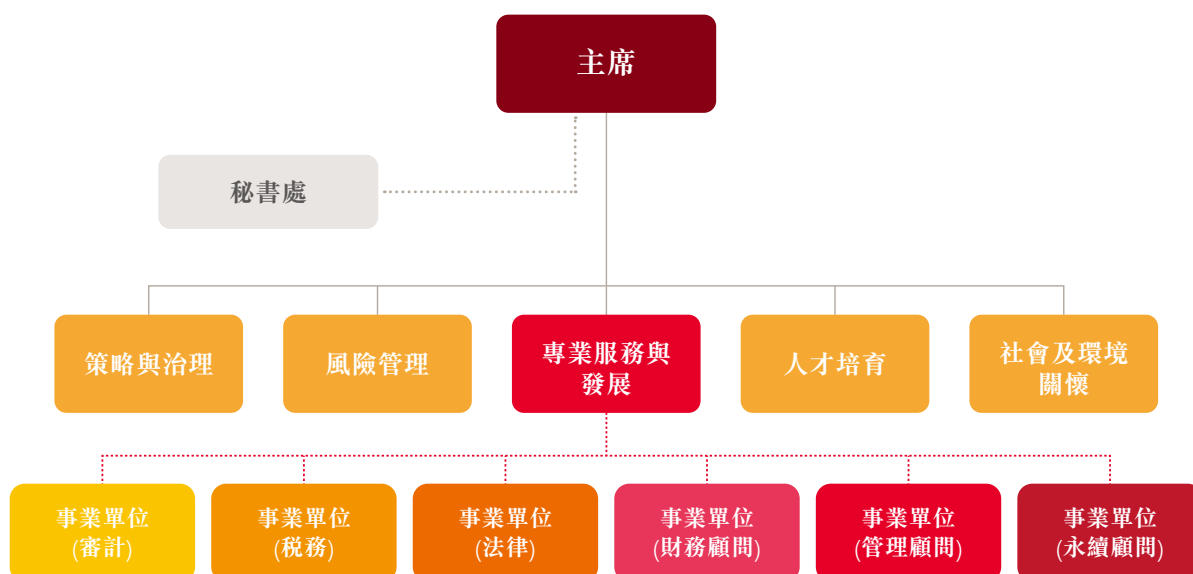 主席
秘書處
策略與治理
風險管理
專業服務與
發展
人才培育
社會及環境
關懷
事業單位
(審計)
事業單位
(稅務)
事業單位
(法律)
事業單位
(財務顧問)
事業單位
(管理顧問)
事業單位
(永續顧問)